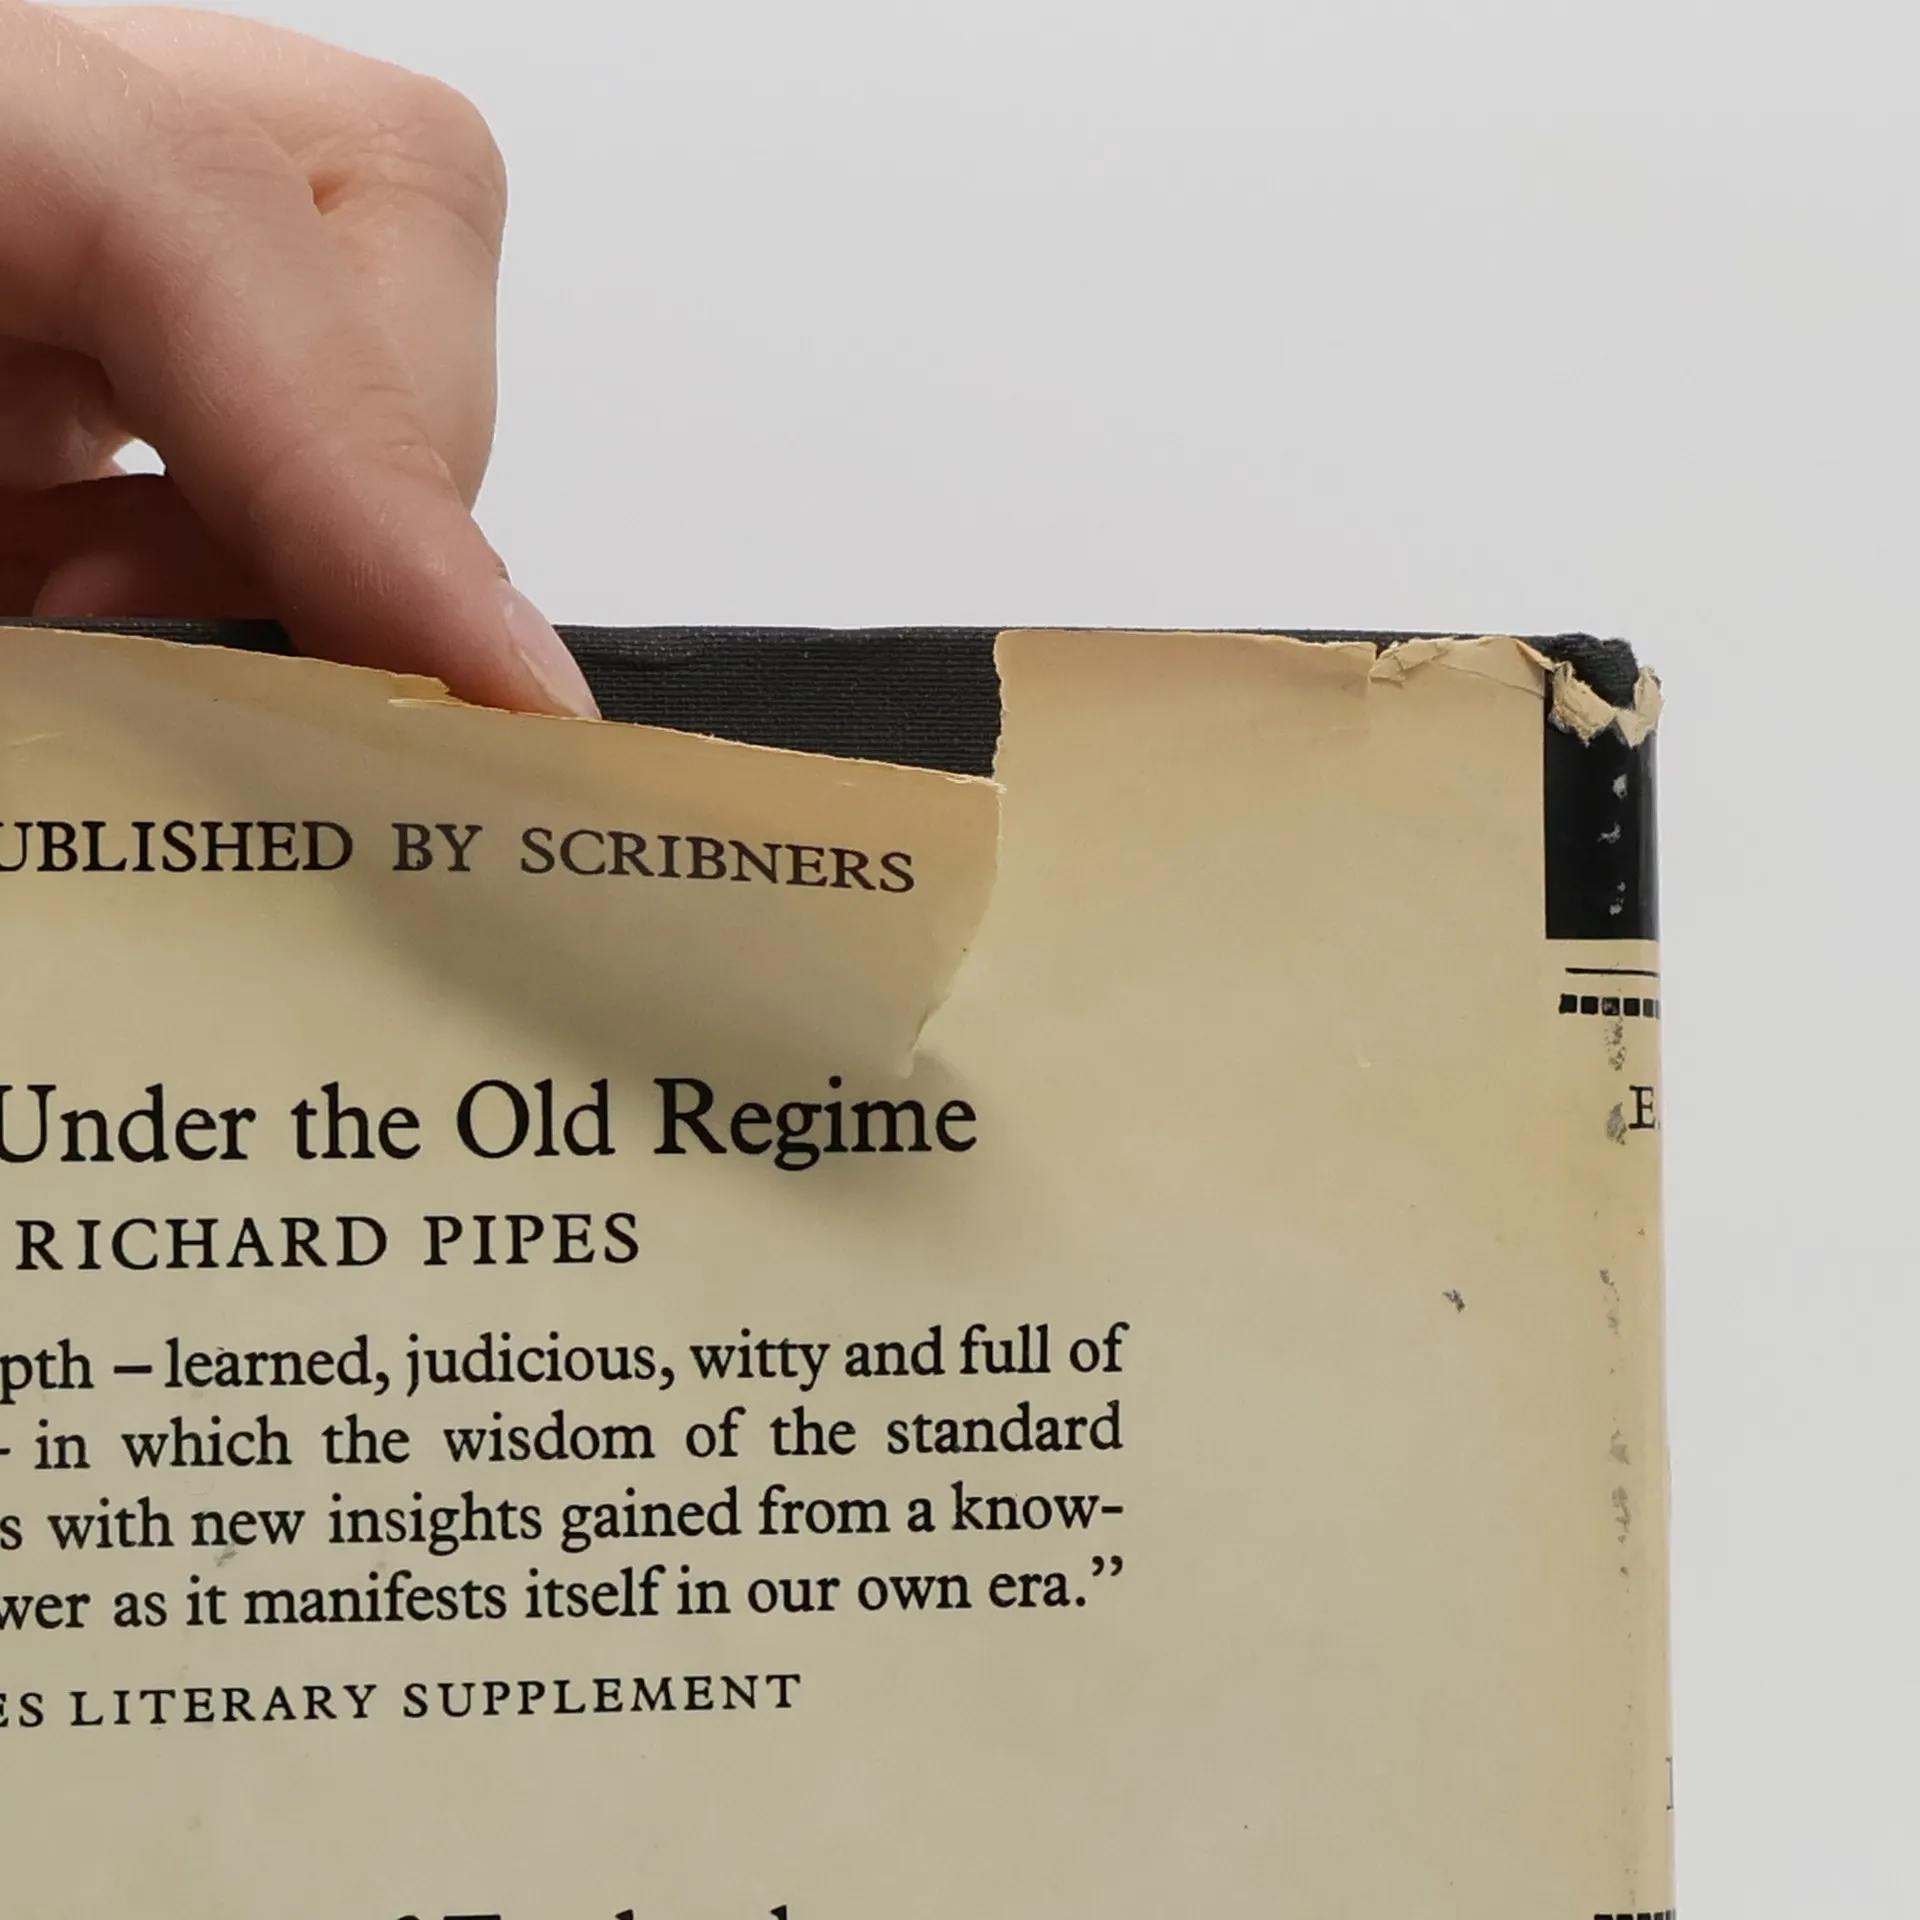 UBLISHED BY SCRIBNERS
Under the Old Regime
RICHARD PIPES
pth – learned, judicious, witty and full of
- in which the wisdom of the standard
s with new insights gained from a know-
wer as it manifests itself in our own era.”
ES LITERARY SUPPLEMENT
E.